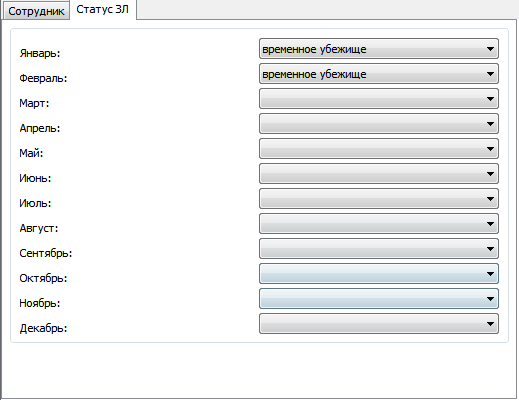 Сотрудник Статус ЗЛ
Январь: временное убежище
Февраль: временное убежище
Март:
Апрель:
Май:
Июнь:
Июль:
Август:
Сентябрь:
Октябрь:
Ноябрь:
Декабрь: